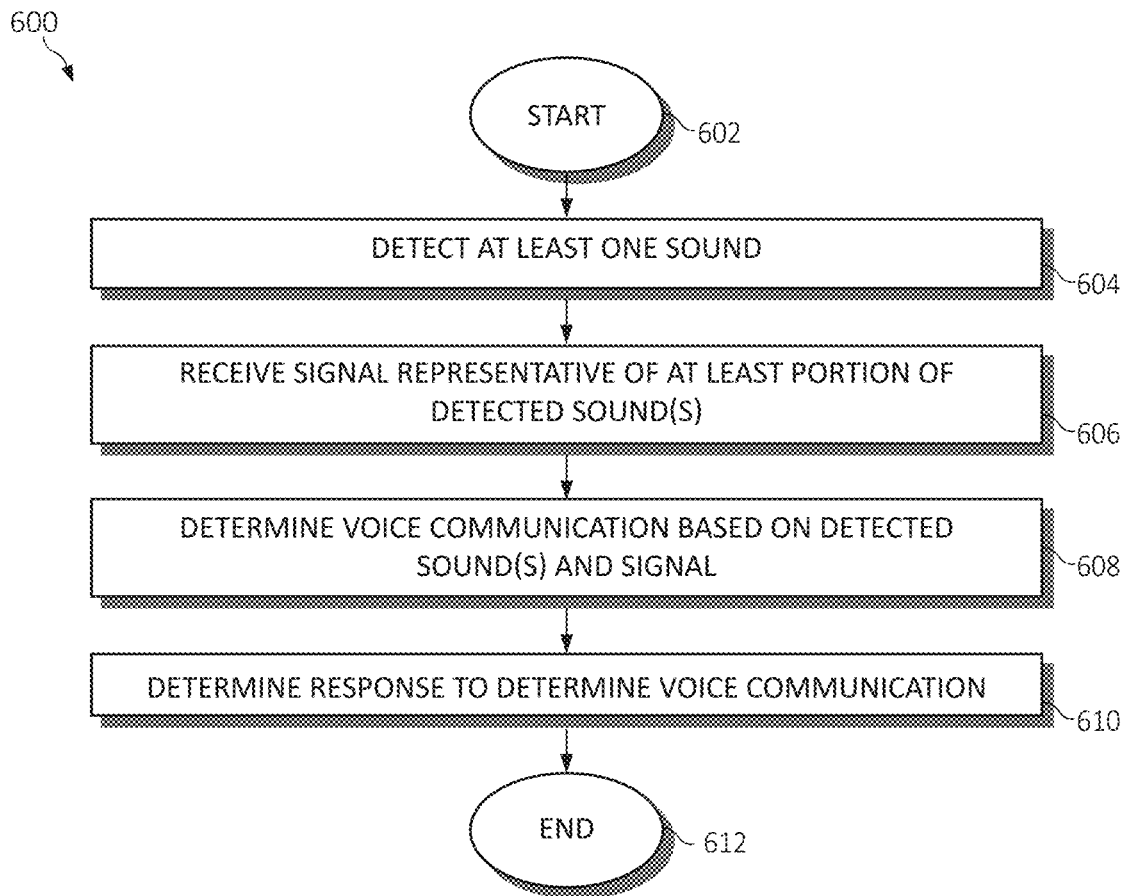 600
START
602
DETECT AT LEAST ONE SOUND
604
RECEIVE SIGNAL REPRESENTATIVE OF AT LEAST PORTION OF
DETECTED SOUND(S)
606
DETERMINE VOICE COMMUNICATION BASED ON DETECTED
SOUND(S) AND SIGNAL
608
DETERMINE RESPONSE TO DETERMINE VOICE COMMUNICATION
610
END
612